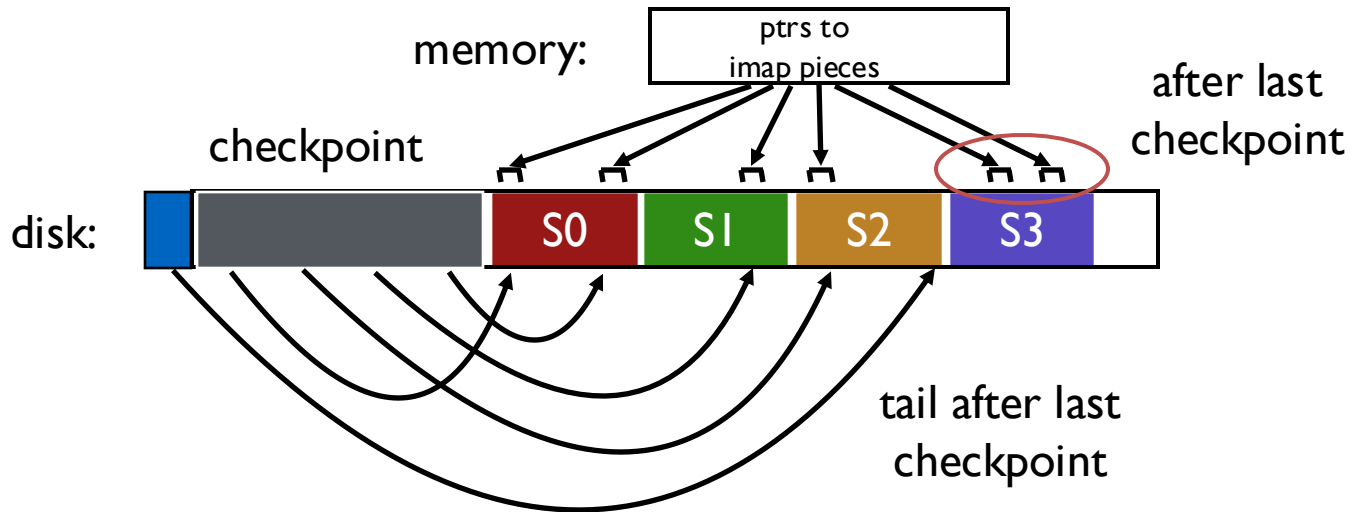 memory:
ptrs to
imap pieces
after last
checkpoint
checkpoint
disk:
S0
S1
S2
S3
tail after last
checkpoint